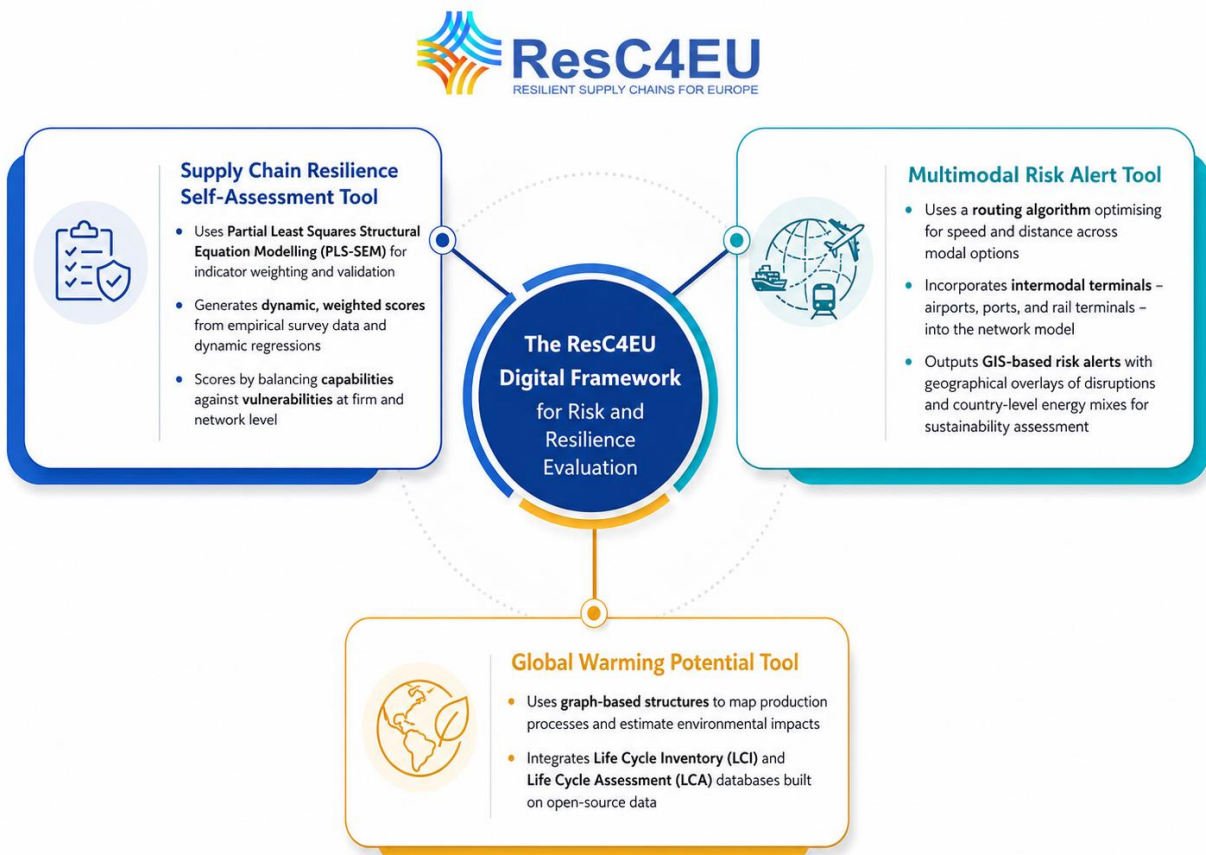 ResC4EU
RESILIENT SUPPLY CHAINS FOR EUROPE
Supply Chain Resilience
Self-Assessment Tool
• Uses Partial Least Squares Structural
Equation Modelling (PLS-SEM) for
indicator weighting and validation
• Generates dynamic, weighted scores
from empirical survey data and
dynamic regressions
• Scores by balancing capabilities
against vulnerabilities at firm and
network level
The ResC4EU
Digital Framework
for Risk and
Resilience
Evaluation
Multimodal Risk Alert Tool
• Uses a routing algorithm optimising
for speed and distance across
modal options
• Incorporates intermodal terminals –
airports, ports, and rail terminals –
into the network model
• Outputs GIS-based risk alerts with
geographical overlays of disruptions
and country-level energy mixes for
sustainability assessment
Global Warming Potential Tool
• Uses graph-based structures to map production
processes and estimate environmental impacts
• Integrates Life Cycle Inventory (LCI) and
Life Cycle Assessment (LCA) databases built
on open-source data